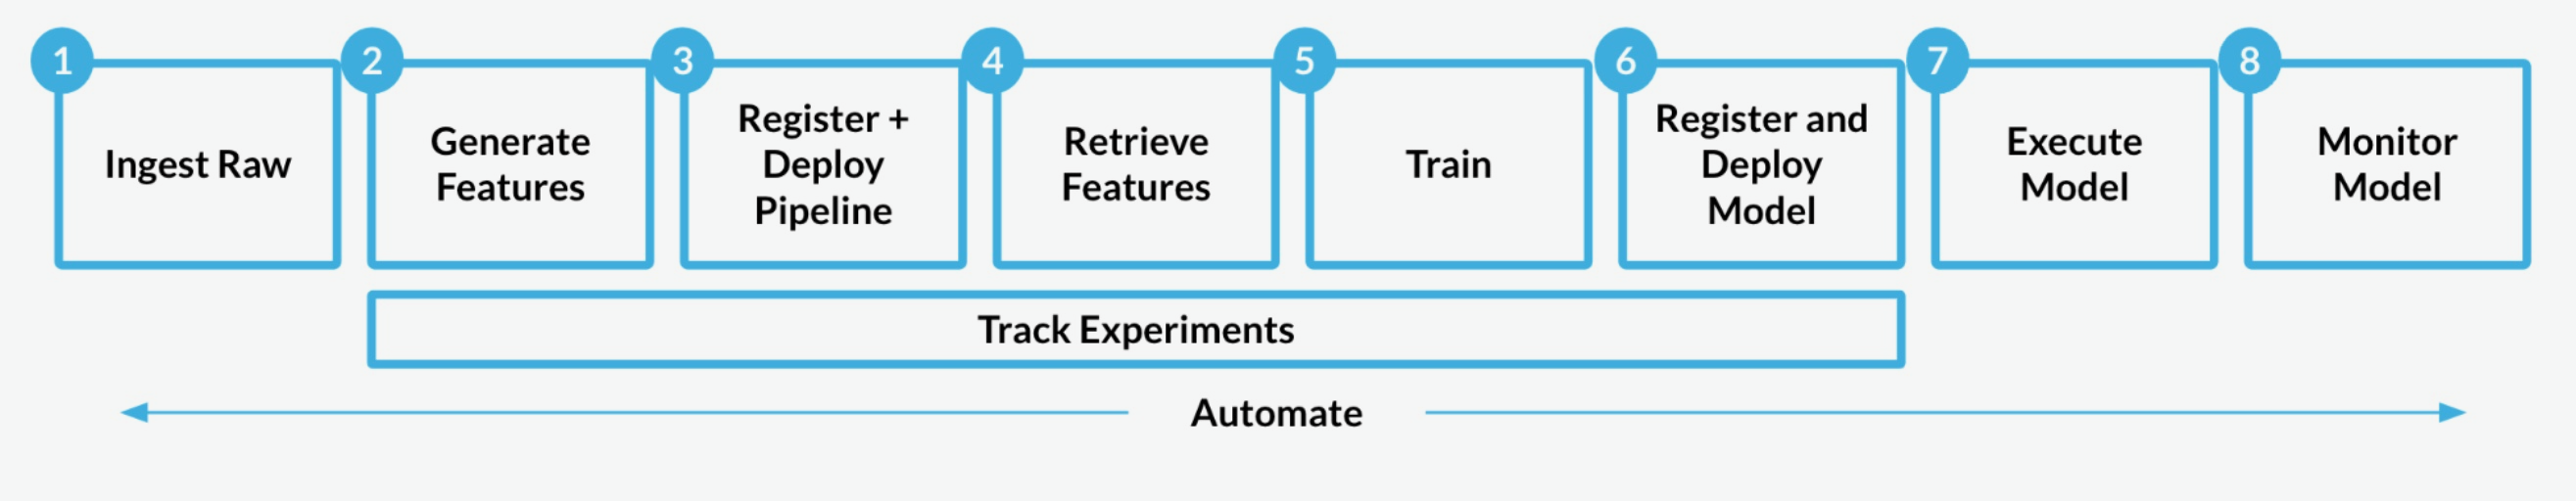 1
Ingest Raw
2
Generate
Features
3
Register +
Deploy
Pipeline
4
Retrieve
Features
5
Train
6
Register and
Deploy
Model
7
Execute
Model
8
Monitor
Model
Track Experiments
Automate